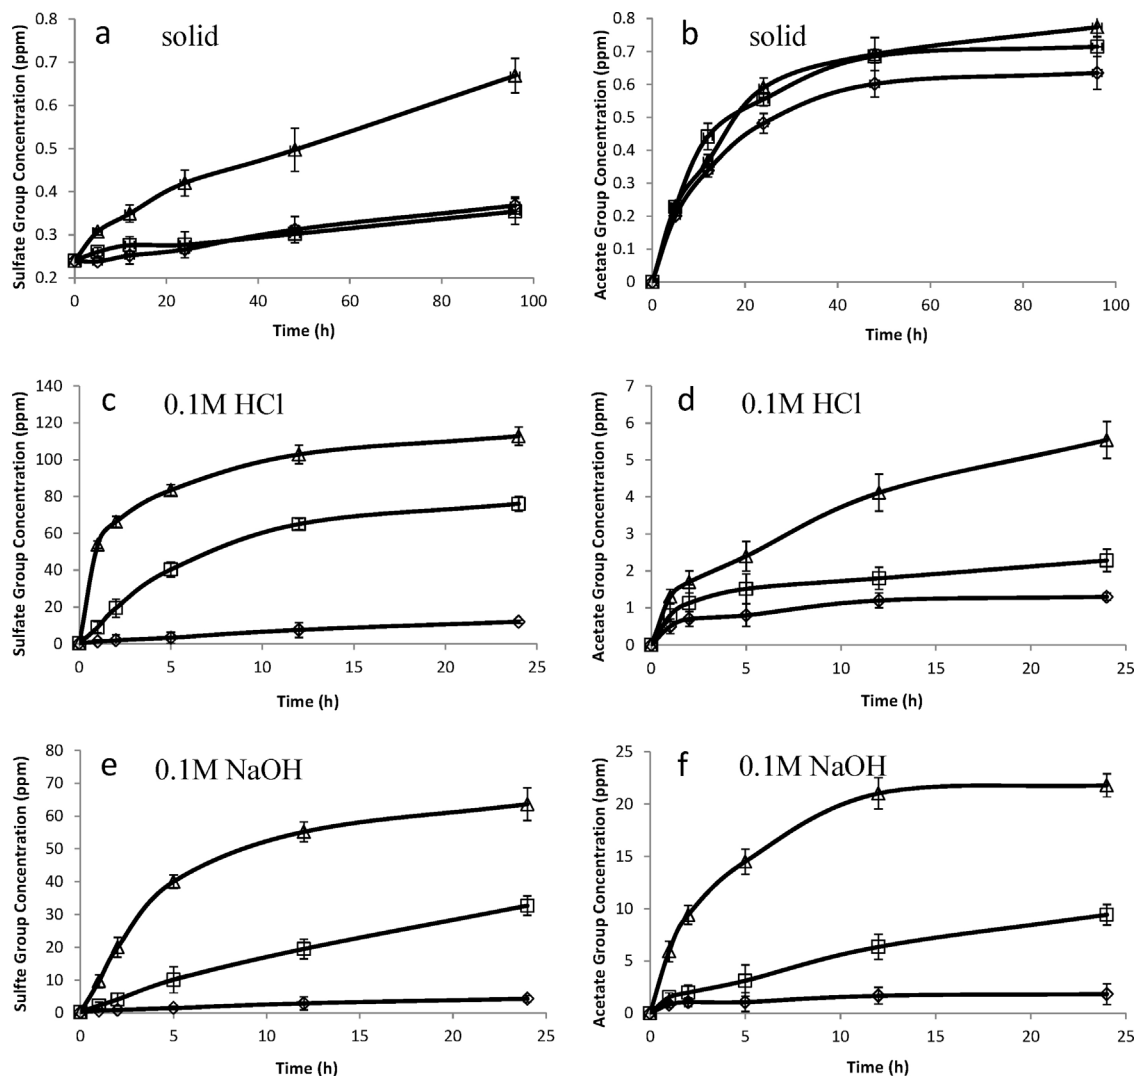 a solid
Sulfate Group Concentration (ppm)
0.8
0.7
0.6
0.5
0.4
0.3
0.2
0 20 40 60 80 100
Time (h)
b solid
Acetate Group Concentration (ppm)
0.8
0.7
0.6
0.5
0.4
0.3
0.2
0.1
0
0 20 40 60 80 100
Time (h)
c 0.1M HCl
Sulfate Group Concentration (ppm)
140
120
100
80
60
40
20
0
0 5 10 15 20 25
Time (h)
d 0.1M HCl
Acetate Group Concentration (ppm)
7
6
5
4
3
2
1
0
0 5 10 15 20 25
Time (h)
e 0.1M NaOH
Sulfte Group Concentration (ppm)
80
70
60
50
40
30
20
10
0
0 5 10 15 20 25
Time (h)
f 0.1M NaOH
Acetate Group Concentration (ppm)
25
20
15
10
5
0
0 5 10 15 20 25
Time (h)